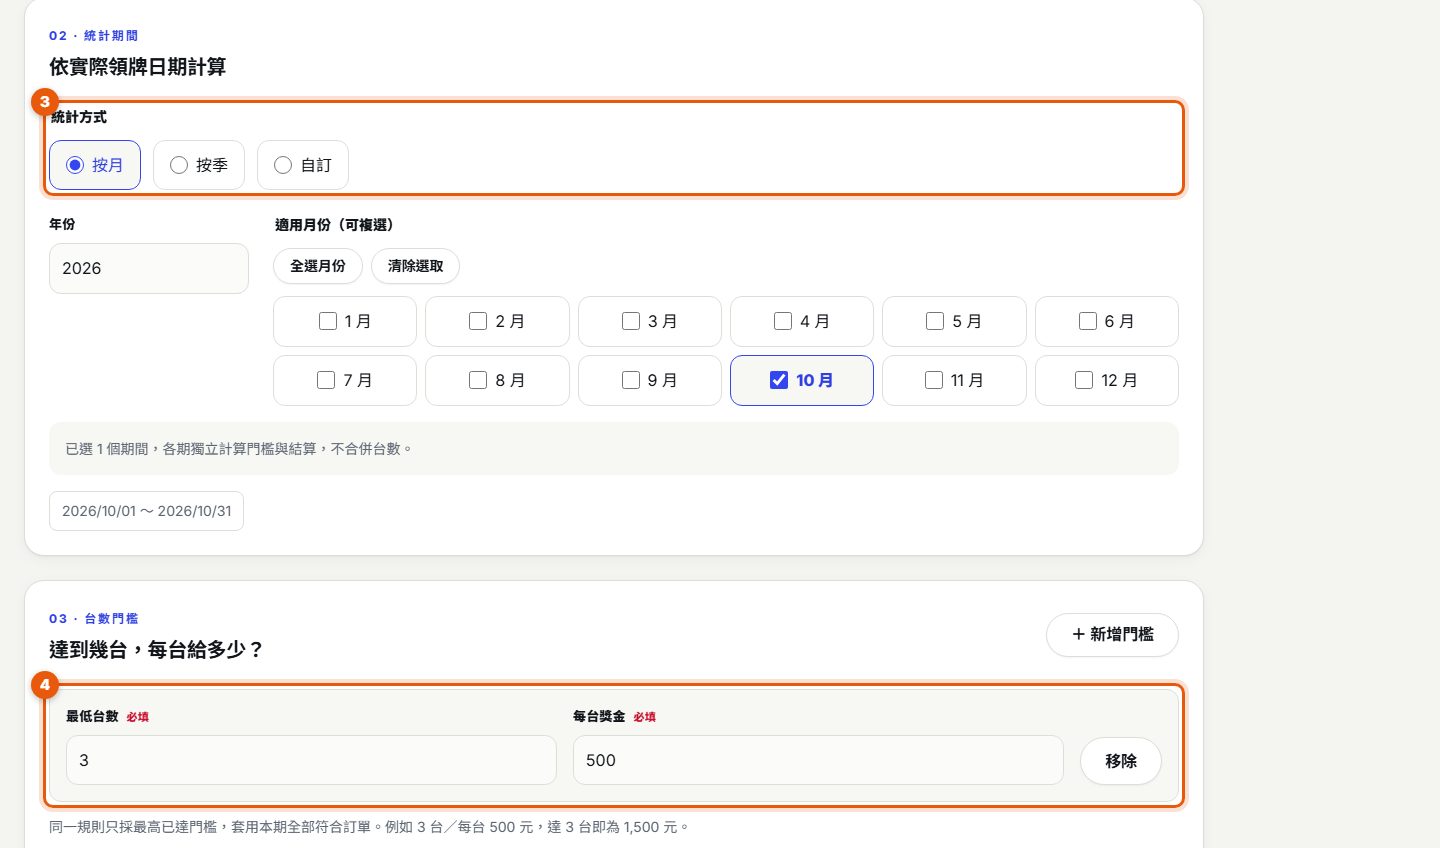 02 · 統計期間
依實際領牌日期計算
3
統計方式
按月 按季 自訂
年份 適用月份（可複選）
2026 全選月份 清除選取
1 月 2 月 3 月 4 月 5 月 6 月
7 月 8 月 9 月 10 月 11 月 12 月
已選 1 個期間，各期獨立計算門檻與結算，不合併台數。
2026/10/01 ～ 2026/10/31
03 · 台數門檻
達到幾台，每台給多少？
＋ 新增門檻
4
最低台數 必填 每台獎金 必填
3 500 移除
同一規則只採最高已達門檻，套用本期全部符合訂單。例如 3 台／每台 500 元，達 3 台即為 1,500 元。